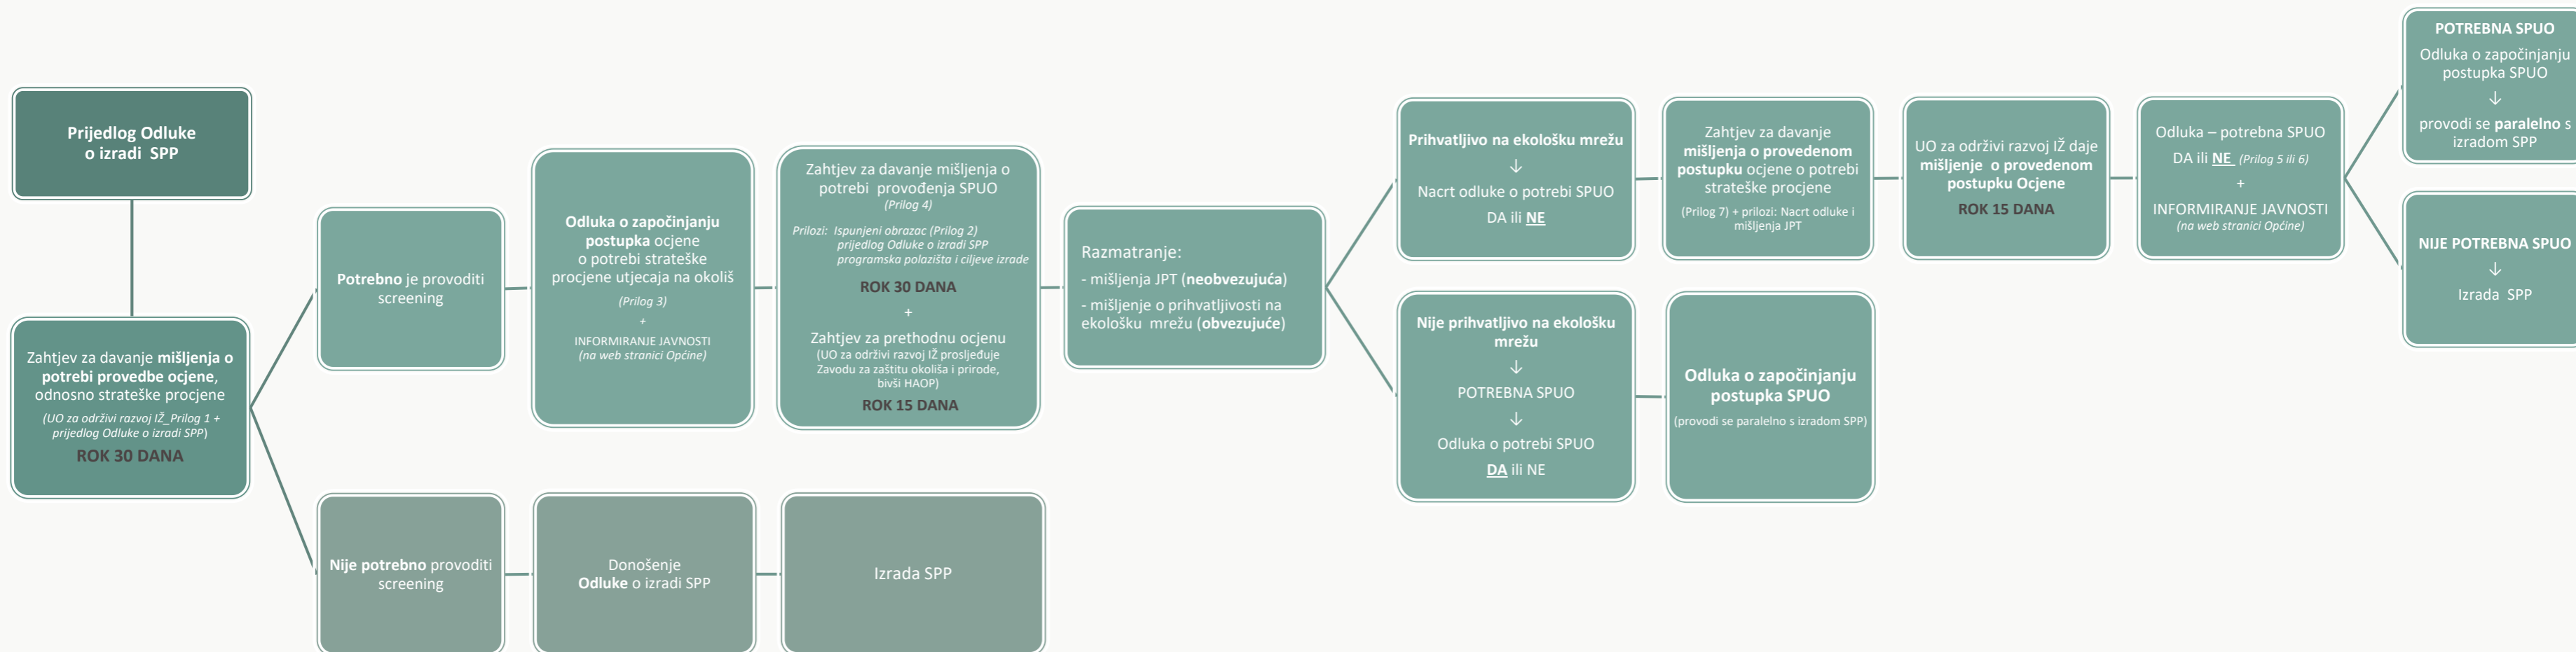 Prijedlog Odluke
o izradi SPP
Zahtjev za davanje mišljenja o
potrebi provedbe ocjene,
odnosno strateške procjene
(UO za održivi razvoj IŽ_Prilog 1 +
prijedlog Odluke o izradi SPP)
ROK 30 DANA
Potrebno je provoditi
screening
Odluka o započinjanju
postupka ocjene
o potrebi strateške
procjene utjecaja na okoliš
(Prilog 3)
+
INFORMIRANJE JAVNOSTI
(na web stranici Općine)
Zahtjev za davanje mišljenja o
potrebi provođenja SPUO
(Prilog 4)
Prilozi: Ispunjeni obrazac (Prilog 2)
prijedlog Odluke o izradi SPP
programska polazišta i ciljeve izrade
ROK 30 DANA
+
Zahtjev za prethodnu ocjenu
(UO za održivi razvoj IŽ prosljeđuje
Zavodu za zaštitu okoliša i prirode,
bivši HAOP)
ROK 15 DANA
Razmatranje:
- mišljenja JPT (neobvezujuća)
- mišljenje o prihvatljivosti na
ekološku mrežu (obvezujuće)
Prihvatljivo na ekološku mrežu
↓
Nacrt odluke o potrebi SPUO
DA ili NE
Zahtjev za davanje
mišljenja o provedenom
postupku ocjene o potrebi
strateške procjene
(Prilog 7) + prilozi: Nacrt odluke i
mišljenja JPT
UO za održivi razvoj IŽ daje
mišljenje o provedenom
postupku Ocjene
ROK 15 DANA
Odluka – potrebna SPUO
DA ili NE (Prilog 5 ili 6)
+
INFORMIRANJE JAVNOSTI
(na web stranici Općine)
POTREBNA SPUO
Odluka o započinjanju
postupka SPUO
↓
provodi se paralelno s
izradom SPP
NIJE POTREBNA SPUO
↓
Izrada SPP
Nije prihvatljivo na ekološku
mrežu
↓
POTREBNA SPUO
↓
Odluka o potrebi SPUO
DA ili NE
Odluka o započinjanju
postupka SPUO
(provodi se paralelno s izradom SPP)
Nije potrebno provoditi
screening
Donošenje
Odluke o izradi SPP
Izrada SPP